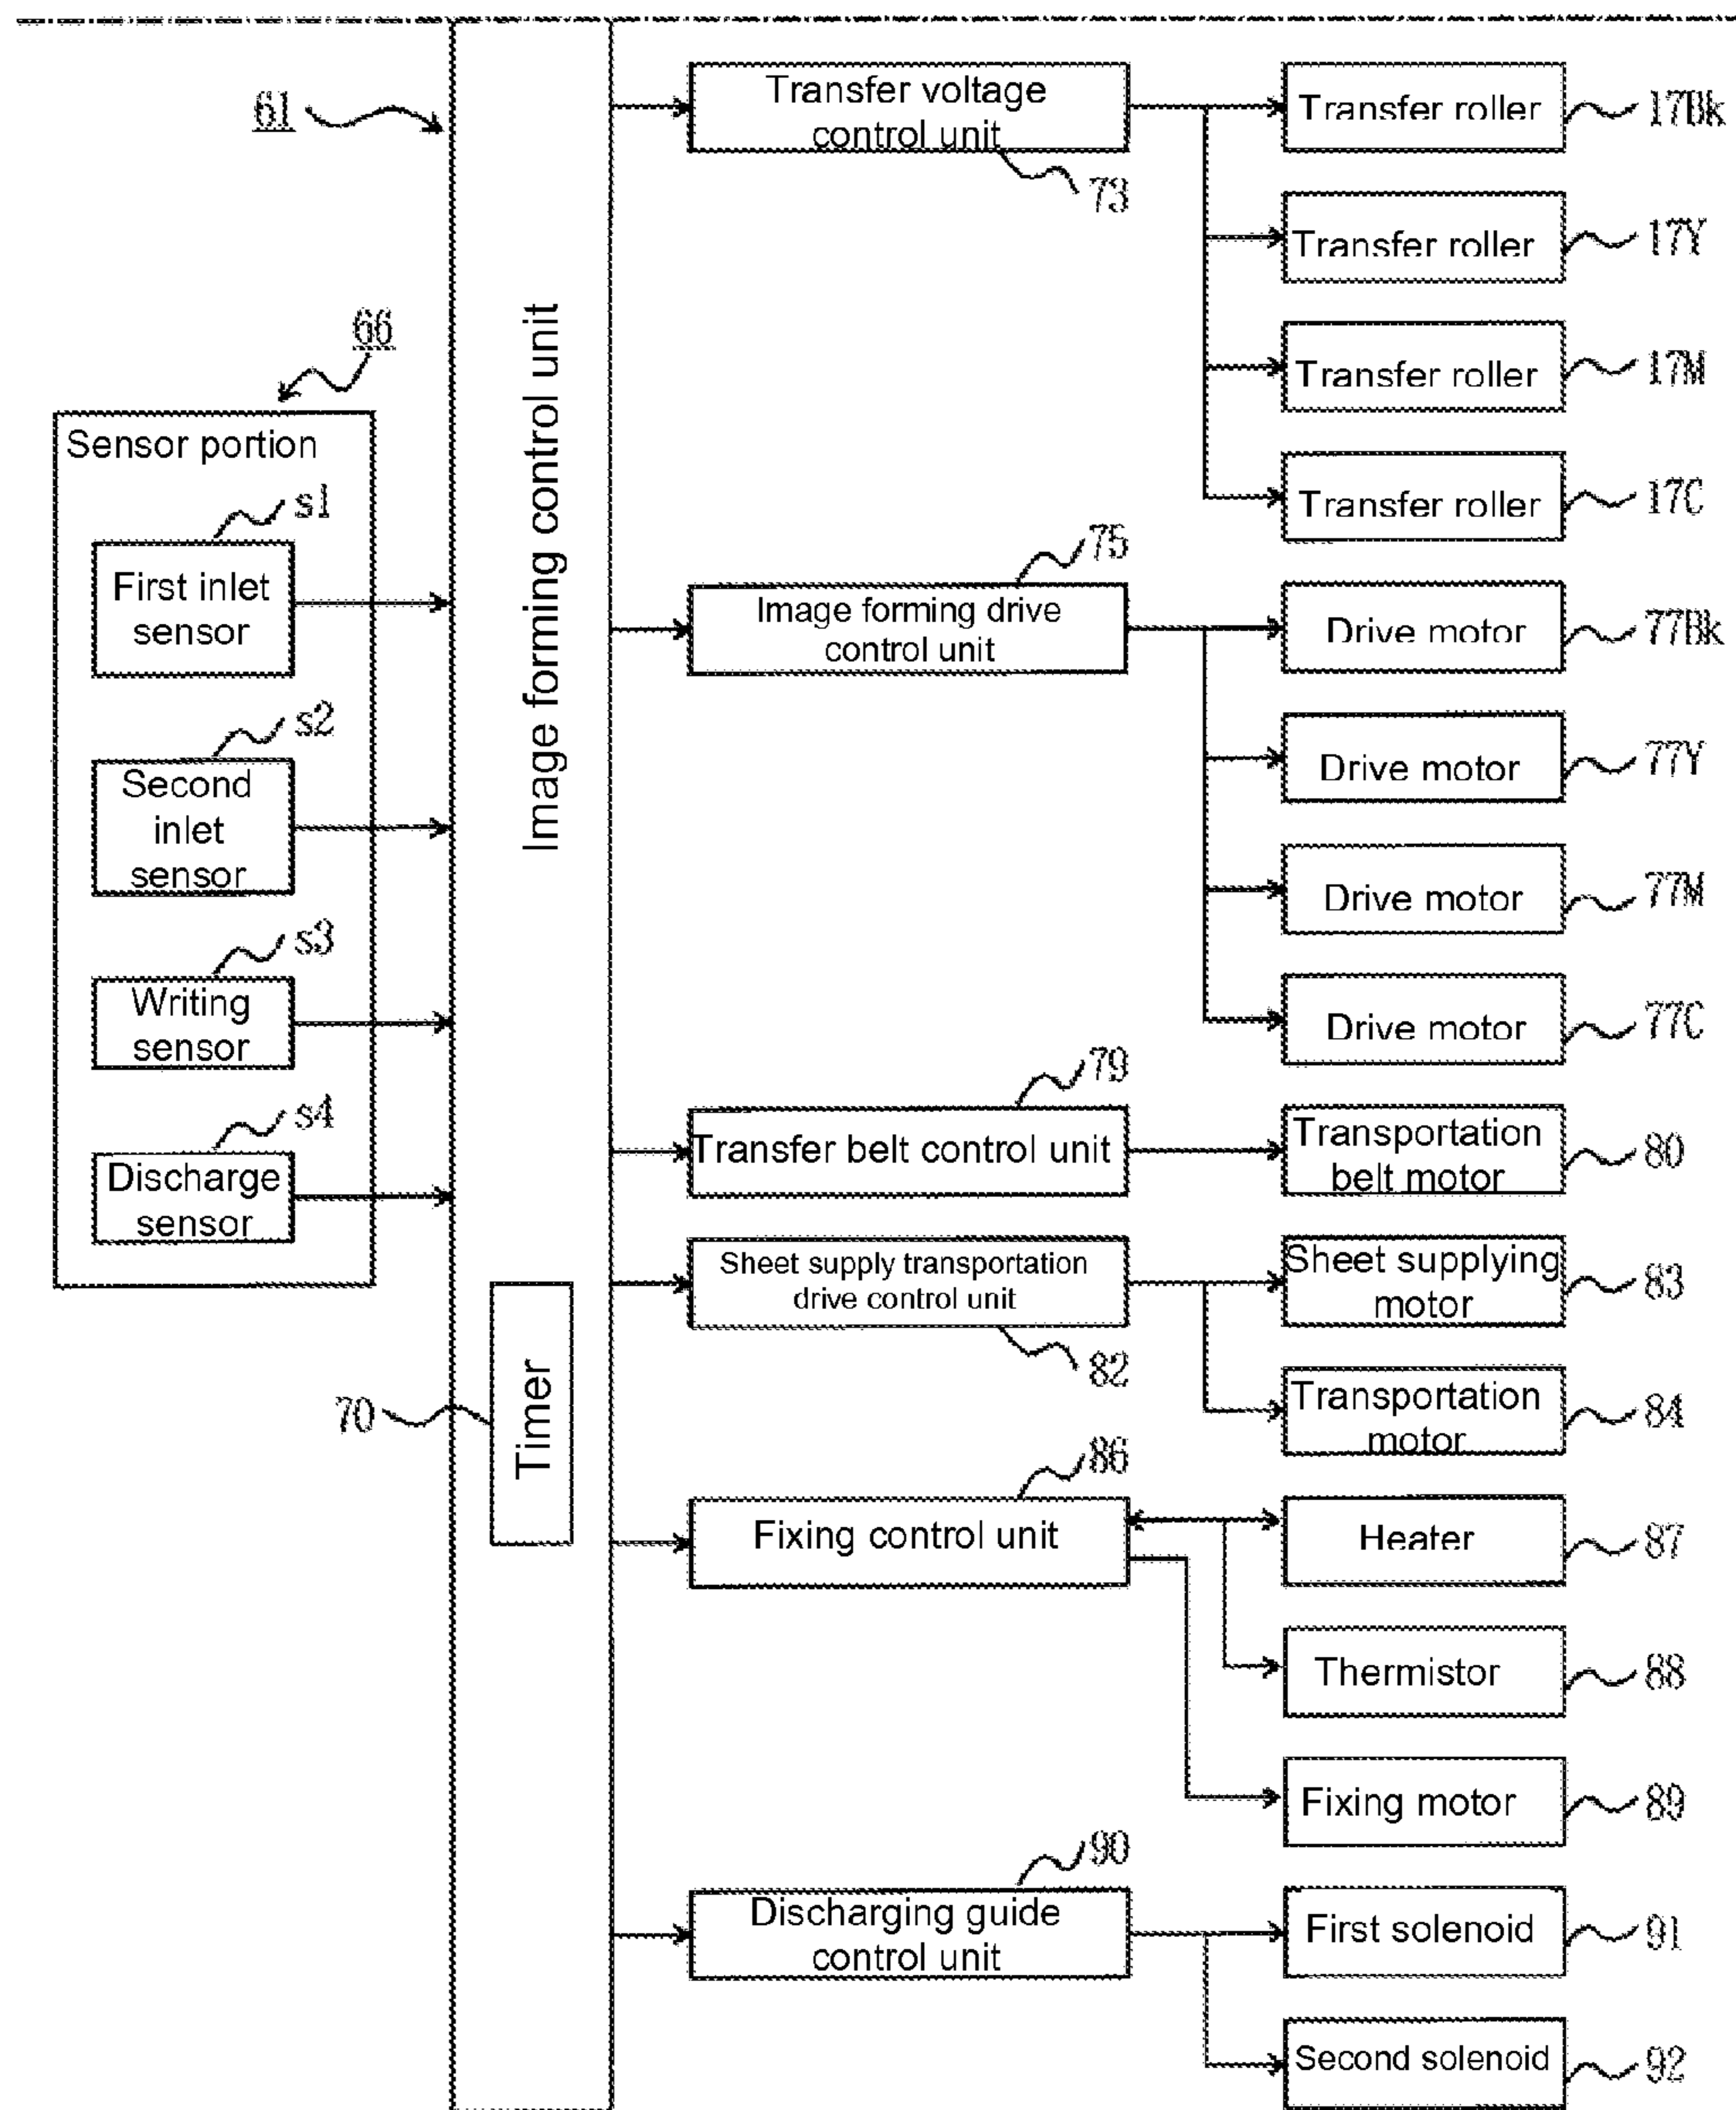 61
Transfer voltage
control unit
73
Transfer roller
17Bk
Transfer roller
17Y
Transfer roller
17M
Transfer roller
17C
66
Sensor portion
s1
First inlet
sensor
s2
Second
inlet
sensor
s3
Writing
sensor
s4
Discharge
sensor
Image forming control unit
70
Timer
75
Image forming drive
control unit
Drive motor
77Bk
Drive motor
77Y
Drive motor
77M
Drive motor
77C
79
Transfer belt control unit
Transportation
belt motor
80
Sheet supply transportation
drive control unit
82
Sheet supplying
motor
83
Transportation
motor
84
86
Fixing control unit
Heater
87
Thermistor
88
Fixing motor
89
90
Discharging guide
control unit
First solenoid
91
Second solenoid
92